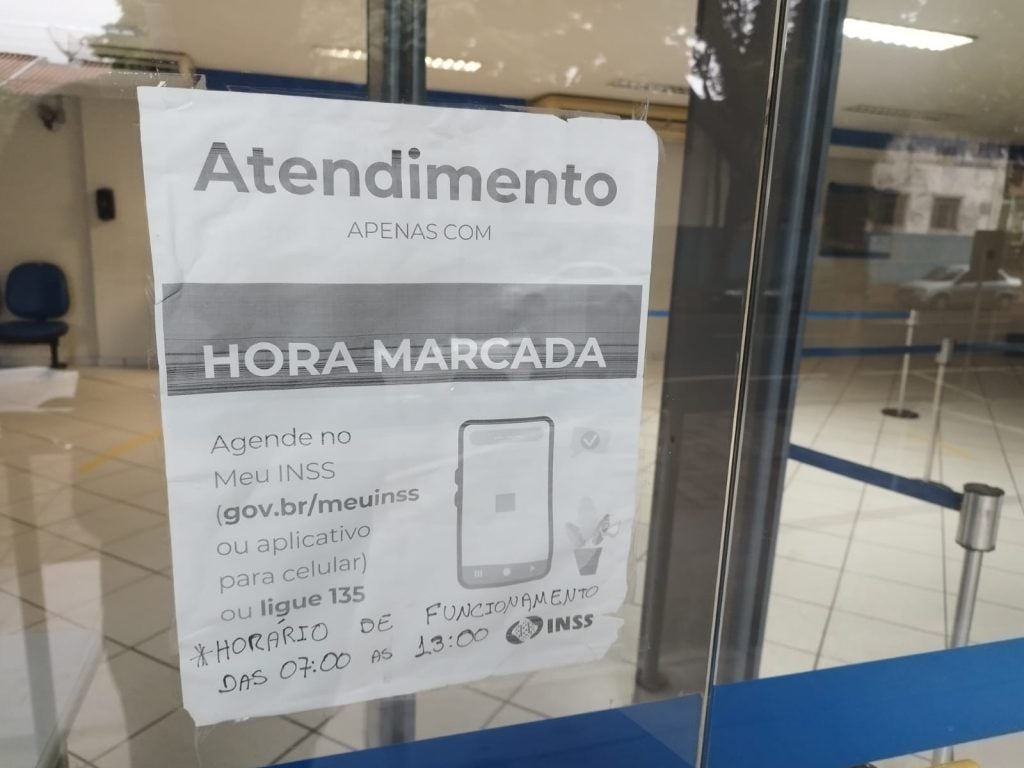 Atendimento
APENAS COM
HORA MARCADA
Agende no
Meu INSS
(gov.br/meuinss
ou aplicativo
para celular)
ou ligue 135
*HORÁRIO DE FUNCIONAMENTO
DAS 07:00 AS 13:00
INSS